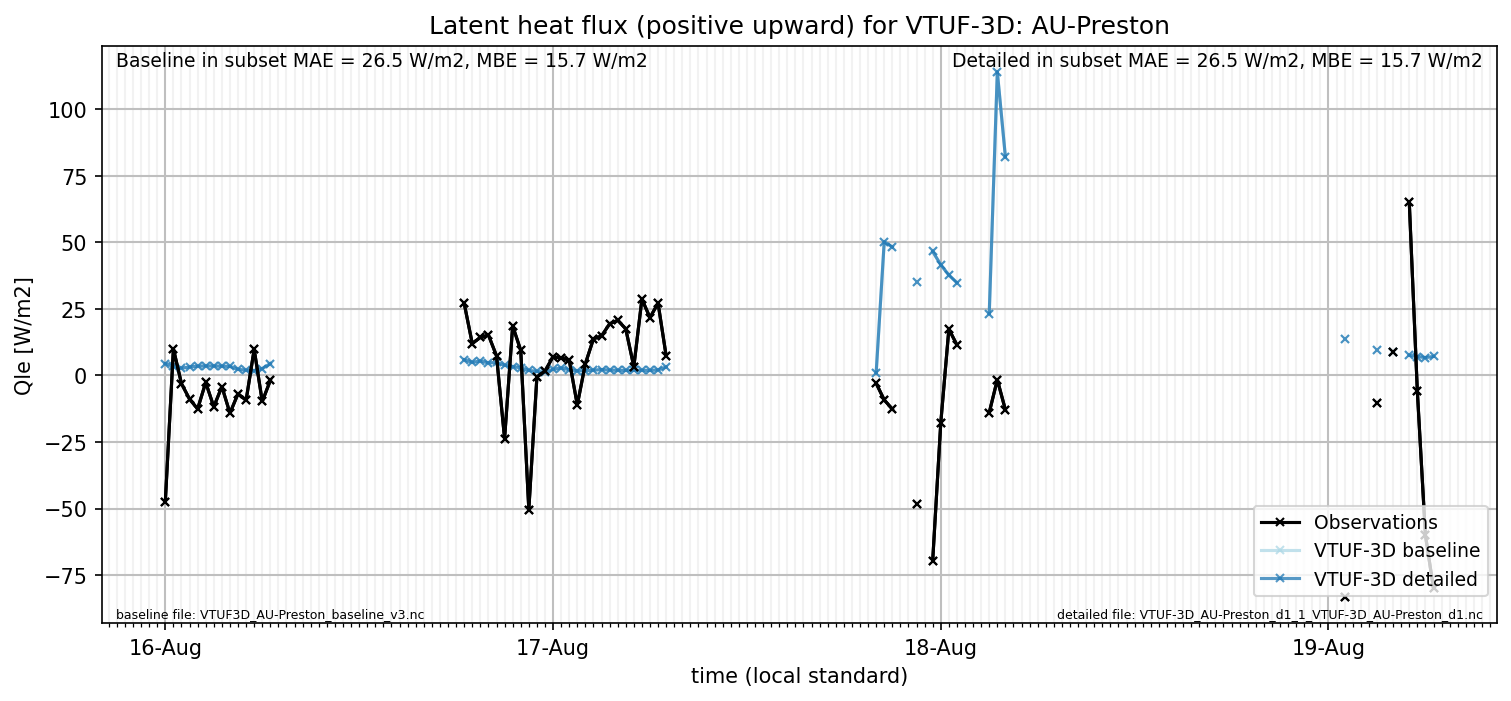 Latent heat flux (positive upward) for VTUF-3D: AU-Preston
Baseline in subset MAE = 26.5 W/m2, MBE = 15.7 W/m2
Detailed in subset MAE = 26.5 W/m2, MBE = 15.7 W/m2
Qle [W/m2]
100
75
50
25
0
−25
−50
−75
Observations
VTUF-3D baseline
VTUF-3D detailed
baseline file: VTUF3D_AU-Preston_baseline_v3.nc
detailed file: VTUF-3D_AU-Preston_d1_1_VTUF-3D_AU-Preston_d1.nc
16-Aug
17-Aug
18-Aug
19-Aug
time (local standard)